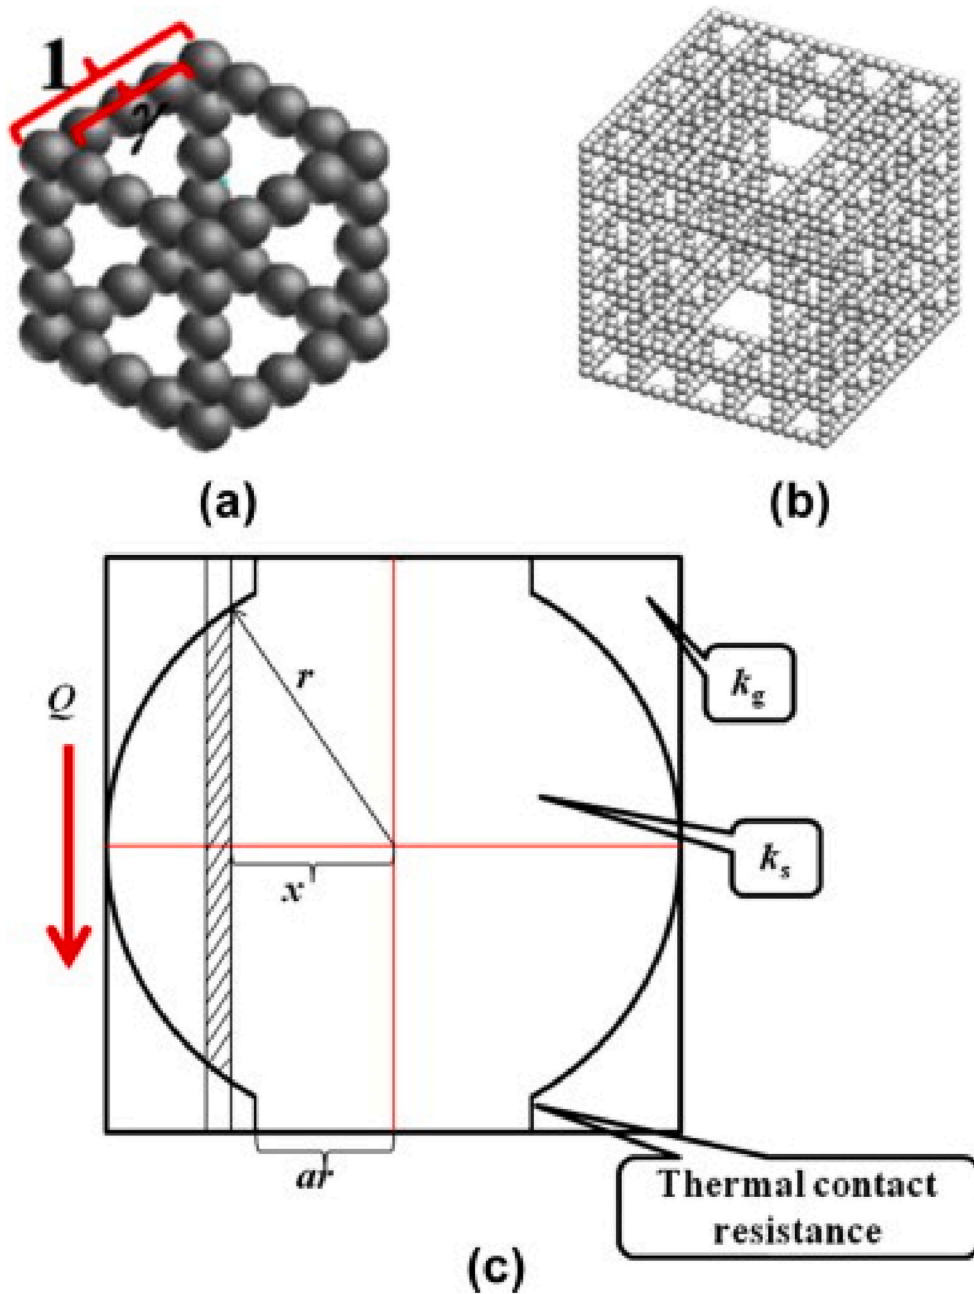 1
γ
(a)
(b)
Q
r
k_g
x
k_s
ar
Thermal contact
resistance
(c)